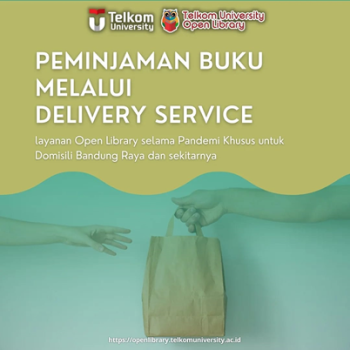 Telkom University
Telkom University Open Library
PEMINJAMAN BUKU
MELALUI
DELIVERY SERVICE
layanan Open Library selama Pandemi Khusus untuk
Domisili Bandung Raya dan sekitarnya
https://openlibrary.telkomuniversity.ac.id